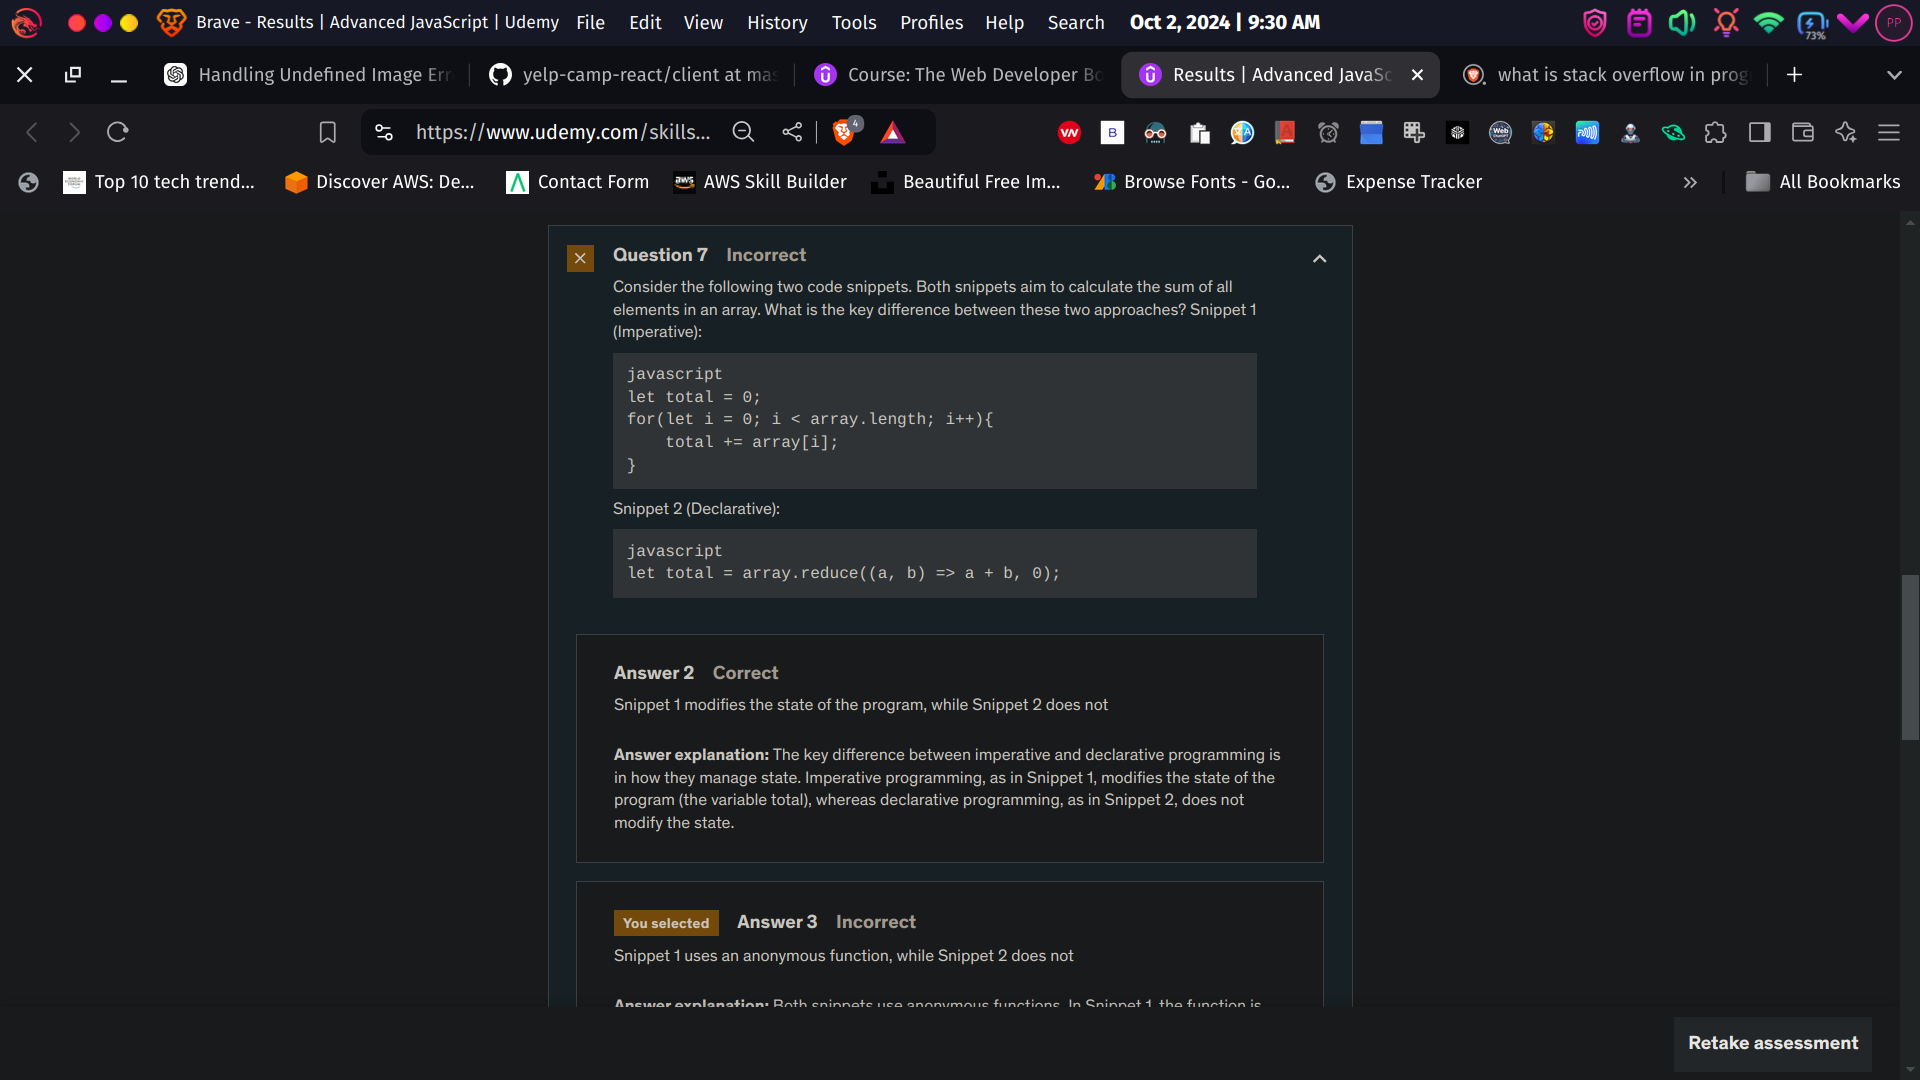 Brave - Results | Advanced JavaScript | Udemy File Edit View History Tools Profiles Help Search Oct 2, 2024 | 9:30 AM 73% PP
Handling Undefined Image Err yelp-camp-react/client at mas Course: The Web Developer Bo Results | Advanced JavaSc what is stack overflow in prog
https://www.udemy.com/skills... 4 VN B
Top 10 tech trend... Discover AWS: De... Contact Form aws AWS Skill Builder Beautiful Free Im... Browse Fonts - Go... Expense Tracker All Bookmarks
Question 7 Incorrect
Consider the following two code snippets. Both snippets aim to calculate the sum of all
elements in an array. What is the key difference between these two approaches? Snippet 1
(Imperative):
javascript
let total = 0;
for(let i = 0; i < array.length; i++){
total += array[i];
}
Snippet 2 (Declarative):
javascript
let total = array.reduce((a, b) => a + b, 0);
Answer 2 Correct
Snippet 1 modifies the state of the program, while Snippet 2 does not
Answer explanation: The key difference between imperative and declarative programming is
in how they manage state. Imperative programming, as in Snippet 1, modifies the state of the
program (the variable total), whereas declarative programming, as in Snippet 2, does not
modify the state.
You selected Answer 3 Incorrect
Snippet 1 uses an anonymous function, while Snippet 2 does not
Answer explanation: Both snippets use anonymous functions. In Snippet 1, the function is
Retake assessment